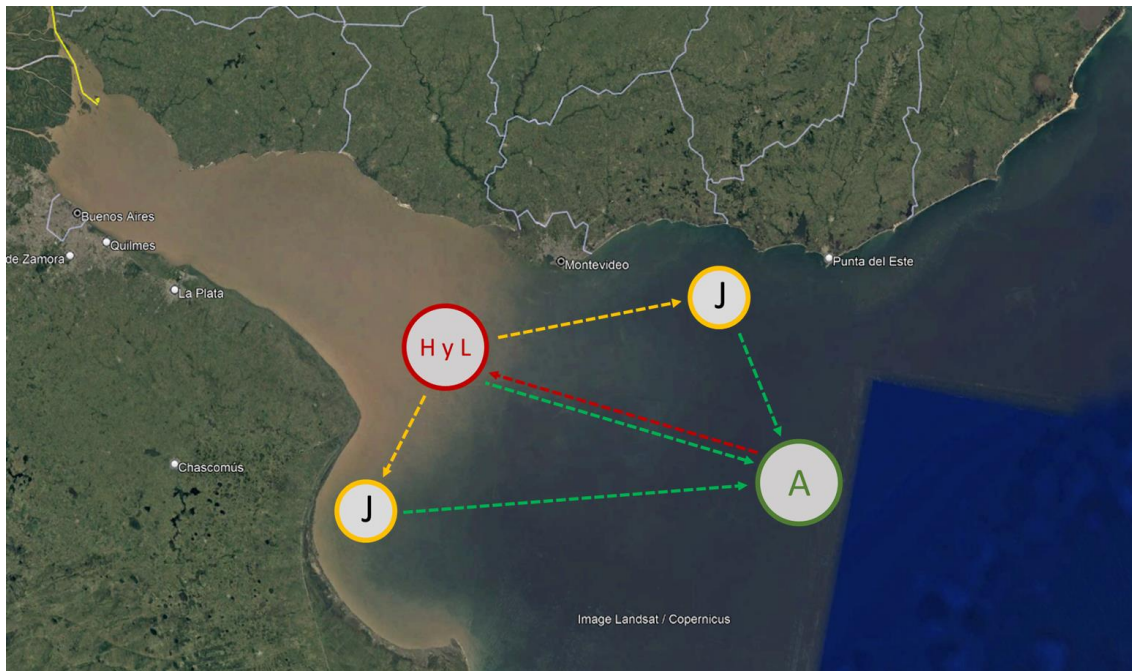 Buenos Aires
Quilmes
de Zamora
La Plata
Montevideo
Punta del Este
J
H y L
Chascomús
J
A
Image Landsat / Copernicus